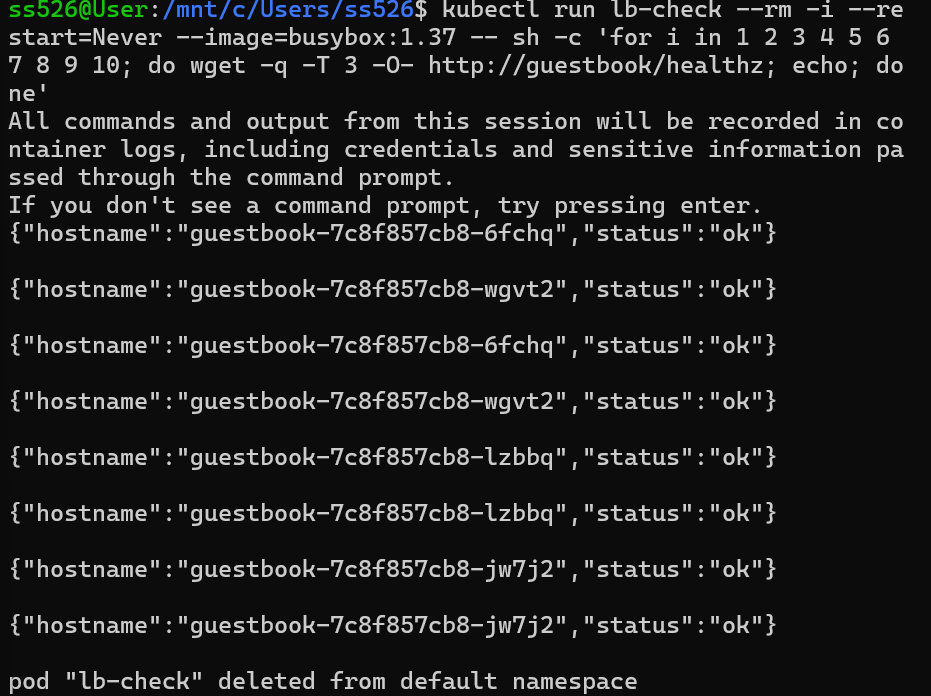 ss526@User:/mnt/c/Users/ss526$ kubectl run lb-check --rm -i --re
start=Never --image=busybox:1.37 -- sh -c 'for i in 1 2 3 4 5 6
7 8 9 10; do wget -q -T 3 -O- http://guestbook/healthz; echo; do
ne'
All commands and output from this session will be recorded in co
ntainer logs, including credentials and sensitive information pa
ssed through the command prompt.
If you don't see a command prompt, try pressing enter.
{"hostname":"guestbook-7c8f857cb8-6fchq","status":"ok"}
{"hostname":"guestbook-7c8f857cb8-wgvt2","status":"ok"}
{"hostname":"guestbook-7c8f857cb8-6fchq","status":"ok"}
{"hostname":"guestbook-7c8f857cb8-wgvt2","status":"ok"}
{"hostname":"guestbook-7c8f857cb8-lzbbq","status":"ok"}
{"hostname":"guestbook-7c8f857cb8-lzbbq","status":"ok"}
{"hostname":"guestbook-7c8f857cb8-jw7j2","status":"ok"}
{"hostname":"guestbook-7c8f857cb8-jw7j2","status":"ok"}
pod "lb-check" deleted from default namespace